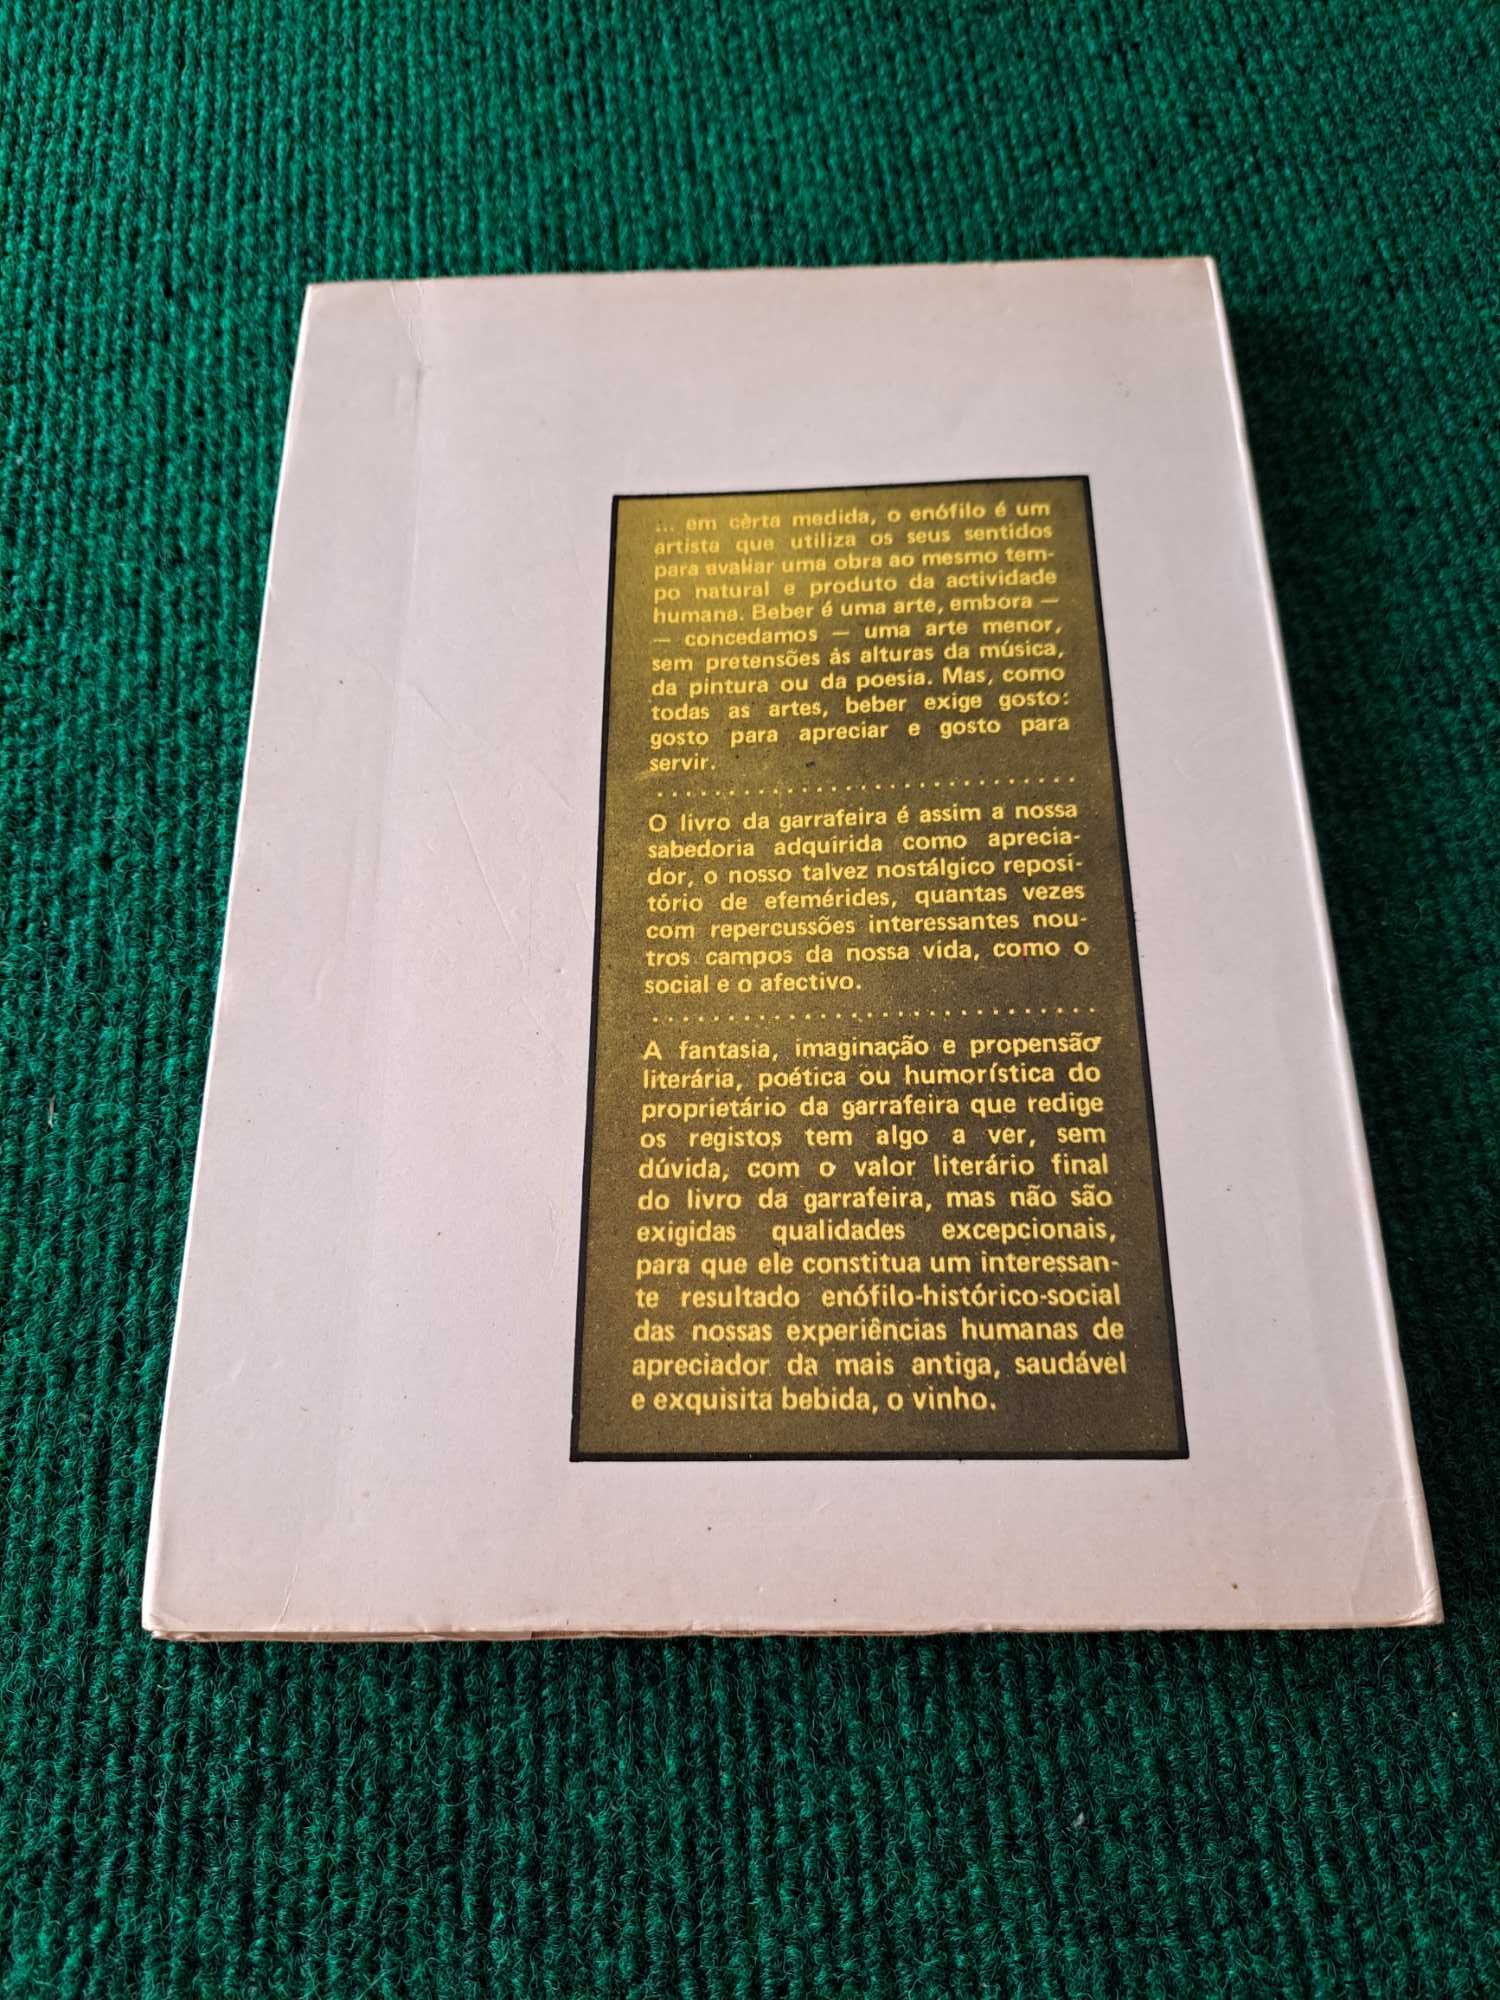 ... em cèrta medida, o enófilo é um
artista que utiliza os seus sentidos
para avaliar uma obra ao mesmo tem-
po natural e produto da actividade
humana. Beber é uma arte, embora —
— concedamos — uma arte menor,
sem pretensões às alturas da música,
da pintura ou da poesia. Mas, como
todas as artes, beber exige gosto:
gosto para apreciar e gosto para
servir.
O livro da garrafeira é assim a nossa
sabedoria adquirida como aprecia-
dor, o nosso talvez nostálgico reposi-
tório de efemérides, quantas vezes
com repercussões interessantes nou-
tros campos da nossa vida, como o
social e o afectivo.
A fantasia, imaginação e propensão
literária, poética ou humorística do
proprietário da garrafeira que redige
os registos tem algo a ver, sem
dúvida, com o valor literário final
do livro da garrafeira, mas não são
exigidas qualidades excepcionais,
para que ele constitua um interessan-
te resultado enófilo-histórico-social
das nossas experiências humanas de
apreciador da mais antiga, saudável
e exquisita bebida, o vinho.